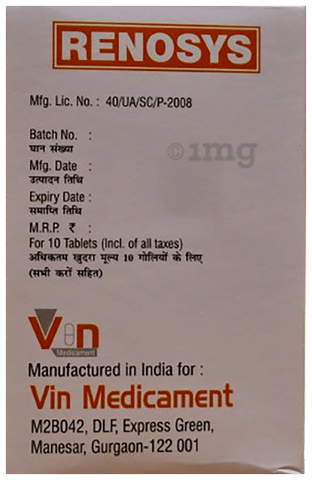 RENOSYS
Mfg. Lic. No. : 40/UA/SC/P-2008
Batch No. :
घान संख्या
Mfg. Date :
उत्पादन तिथि
Expiry Date :
समाप्ति तिथि
M.R.P. ₹ :
For 10 Tablets (Incl. of all taxes)
अधिकतम खुदरा मूल्य 10 गोलियों के लिए
(सभी करों सहित)
1mg
Vin
Medicament
Manufactured in India for :
Vin Medicament
M2B042, DLF, Express Green,
Manesar, Gurgaon-122 001